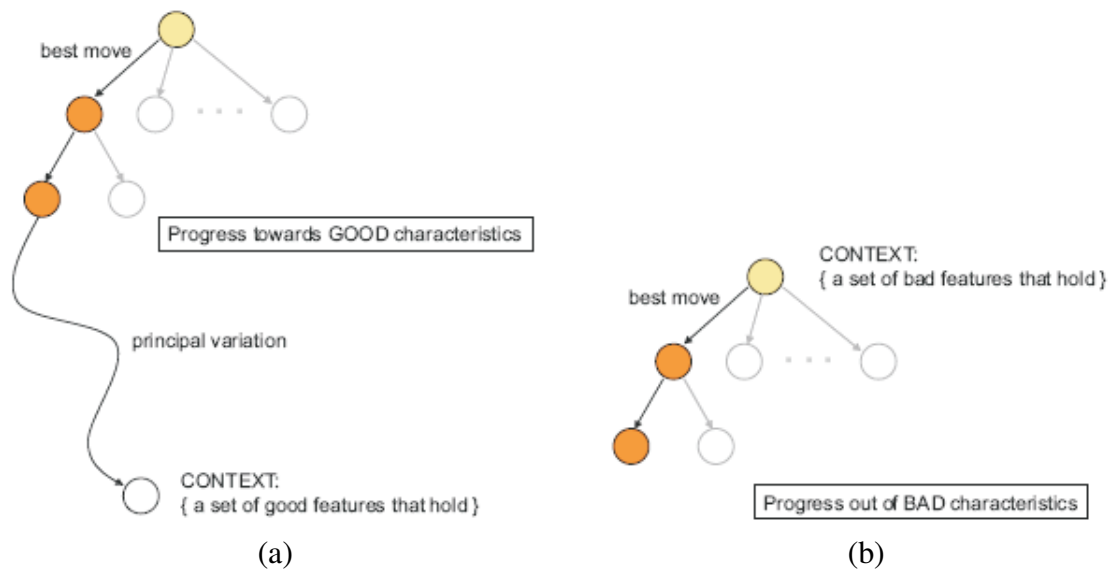 best move
Progress towards GOOD characteristics
principal variation
CONTEXT:
{ a set of good features that hold }
(a)
CONTEXT:
{ a set of bad features that hold }
best move
Progress out of BAD characteristics
(b)